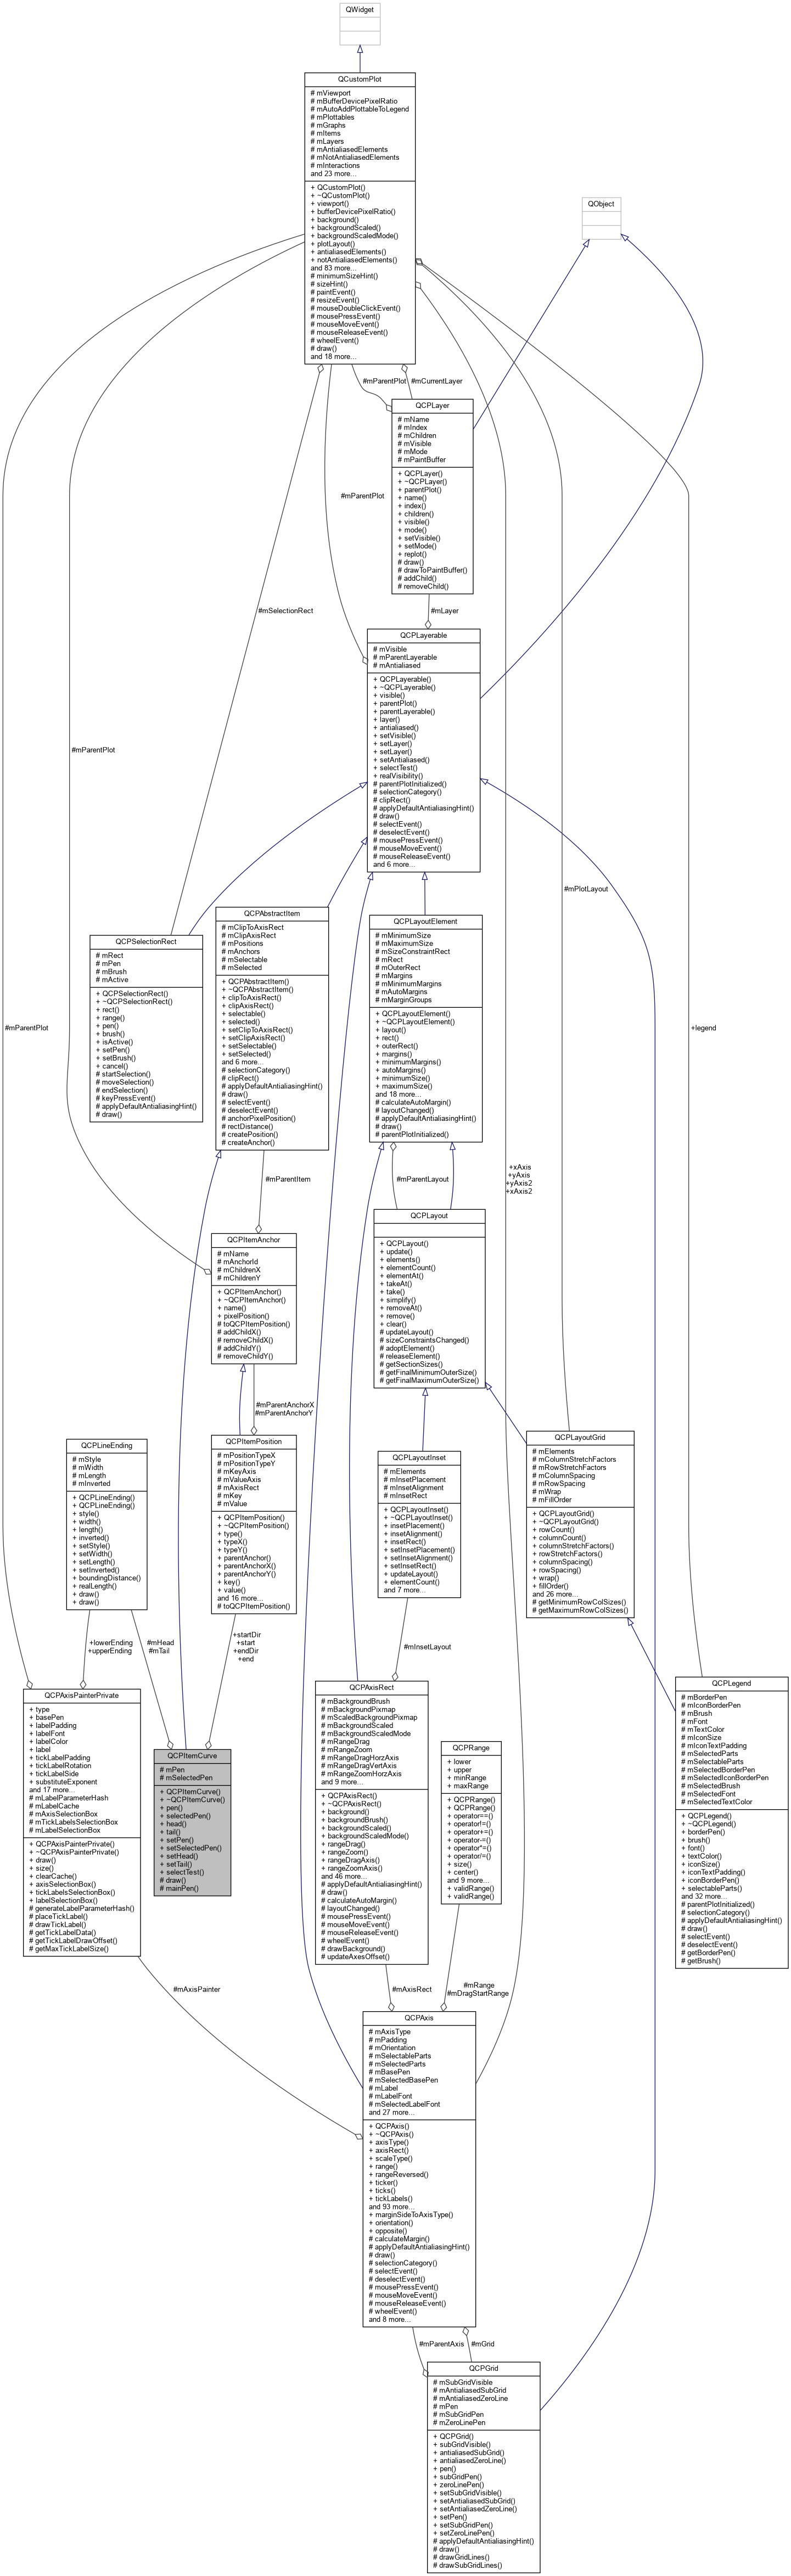 QWidget
QCustomPlot
# mViewport
# mBufferDevicePixelRatio
# mAutoAddPlottableToLegend
# mPlottables
# mGraphs
# mItems
# mLayers
# mAntialiasedElements
# mNotAntialiasedElements
# mInteractions
and 23 more...
+ QCustomPlot()
+ ~QCustomPlot()
+ viewport()
+ bufferDevicePixelRatio()
+ background()
+ backgroundScaled()
+ backgroundScaledMode()
+ plotLayout()
+ antialiasedElements()
+ notAntialiasedElements()
and 83 more...
# minimumSizeHint()
# sizeHint()
# paintEvent()
# resizeEvent()
# mouseDoubleClickEvent()
# mousePressEvent()
# mouseMoveEvent()
# mouseReleaseEvent()
# wheelEvent()
# draw()
and 18 more...
QObject
#mParentPlot
#mCurrentLayer
QCPLayer
# mName
# mIndex
# mChildren
# mVisible
# mMode
# mPaintBuffer
+ QCPLayer()
+ ~QCPLayer()
+ parentPlot()
+ name()
+ index()
+ children()
+ visible()
+ mode()
+ setVisible()
+ setMode()
+ replot()
# draw()
# drawToPaintBuffer()
# addChild()
# removeChild()
#mParentPlot
#mSelectionRect
#mLayer
QCPLayerable
# mVisible
# mParentLayerable
# mAntialiased
+ QCPLayerable()
+ ~QCPLayerable()
+ visible()
+ parentPlot()
+ parentLayerable()
+ layer()
+ antialiased()
+ setVisible()
+ setLayer()
+ setLayer()
+ setAntialiased()
+ selectTest()
+ realVisibility()
# parentPlotInitialized()
# selectionCategory()
# clipRect()
# applyDefaultAntialiasingHint()
# draw()
# selectEvent()
# deselectEvent()
# mousePressEvent()
# mouseMoveEvent()
# mouseReleaseEvent()
and 6 more...
#mParentPlot
#mPlotLayout
#mParentPlot
+legend
QCPSelectionRect
# mRect
# mPen
# mBrush
# mActive
+ QCPSelectionRect()
+ ~QCPSelectionRect()
+ rect()
+ range()
+ pen()
+ brush()
+ isActive()
+ setPen()
+ setBrush()
+ cancel()
# startSelection()
# moveSelection()
# endSelection()
# keyPressEvent()
# applyDefaultAntialiasingHint()
# draw()
QCPAbstractItem
# mClipToAxisRect
# mClipAxisRect
# mPositions
# mAnchors
# mSelectable
# mSelected
+ QCPAbstractItem()
+ ~QCPAbstractItem()
+ clipToAxisRect()
+ clipAxisRect()
+ selectable()
+ selected()
+ setClipToAxisRect()
+ setClipAxisRect()
+ setSelectable()
+ setSelected()
and 6 more...
# selectionCategory()
# clipRect()
# applyDefaultAntialiasingHint()
# draw()
# selectEvent()
# deselectEvent()
# anchorPixelPosition()
# rectDistance()
# createPosition()
# createAnchor()
QCPLayoutElement
# mMinimumSize
# mMaximumSize
# mSizeConstraintRect
# mRect
# mOuterRect
# mMargins
# mMinimumMargins
# mAutoMargins
# mMarginGroups
+ QCPLayoutElement()
+ ~QCPLayoutElement()
+ layout()
+ rect()
+ outerRect()
+ margins()
+ minimumMargins()
+ autoMargins()
+ minimumSize()
+ maximumSize()
and 18 more...
# calculateAutoMargin()
# layoutChanged()
# applyDefaultAntialiasingHint()
# draw()
# parentPlotInitialized()
#mParentItem
#mParentLayout
+xAxis
+yAxis
+yAxis2
+xAxis2
QCPItemAnchor
# mName
# mAnchorId
# mChildrenX
# mChildrenY
+ QCPItemAnchor()
+ ~QCPItemAnchor()
+ name()
+ pixelPosition()
# toQCPItemPosition()
# addChildX()
# removeChildX()
# addChildY()
# removeChildY()
QCPLayout
+ QCPLayout()
+ update()
+ elements()
+ elementCount()
+ elementAt()
+ takeAt()
+ take()
+ simplify()
+ removeAt()
+ remove()
+ clear()
# updateLayout()
# sizeConstraintsChanged()
# adoptElement()
# releaseElement()
# getSectionSizes()
# getFinalMinimumOuterSize()
# getFinalMaximumOuterSize()
#mParentAnchorX
#mParentAnchorY
QCPLineEnding
# mStyle
# mWidth
# mLength
# mInverted
+ QCPLineEnding()
+ QCPLineEnding()
+ style()
+ width()
+ length()
+ inverted()
+ setStyle()
+ setWidth()
+ setLength()
+ setInverted()
+ boundingDistance()
+ realLength()
+ draw()
+ draw()
QCPItemPosition
# mPositionTypeX
# mPositionTypeY
# mKeyAxis
# mValueAxis
# mAxisRect
# mKey
# mValue
+ QCPItemPosition()
+ ~QCPItemPosition()
+ type()
+ typeX()
+ typeY()
+ parentAnchor()
+ parentAnchorX()
+ parentAnchorY()
+ key()
+ value()
and 16 more...
# toQCPItemPosition()
QCPLayoutInset
# mElements
# mInsetPlacement
# mInsetAlignment
# mInsetRect
+ QCPLayoutInset()
+ ~QCPLayoutInset()
+ insetPlacement()
+ insetAlignment()
+ insetRect()
+ setInsetPlacement()
+ setInsetAlignment()
+ setInsetRect()
+ updateLayout()
+ elementCount()
and 7 more...
QCPLayoutGrid
# mElements
# mColumnStretchFactors
# mRowStretchFactors
# mColumnSpacing
# mRowSpacing
# mWrap
# mFillOrder
+ QCPLayoutGrid()
+ ~QCPLayoutGrid()
+ rowCount()
+ columnCount()
+ columnStretchFactors()
+ rowStretchFactors()
+ columnSpacing()
+ rowSpacing()
+ wrap()
+ fillOrder()
and 26 more...
# getMinimumRowColSizes()
# getMaximumRowColSizes()
+lowerEnding
+upperEnding
#mHead
#mTail
+startDir
+start
+endDir
+end
#mInsetLayout
QCPAxisPainterPrivate
+ type
+ basePen
+ labelPadding
+ labelFont
+ labelColor
+ label
+ tickLabelPadding
+ tickLabelRotation
+ tickLabelSide
+ substituteExponent
and 17 more...
# mLabelParameterHash
# mLabelCache
# mAxisSelectionBox
# mTickLabelsSelectionBox
# mLabelSelectionBox
+ QCPAxisPainterPrivate()
+ ~QCPAxisPainterPrivate()
+ draw()
+ size()
+ clearCache()
+ axisSelectionBox()
+ tickLabelsSelectionBox()
+ labelSelectionBox()
# generateLabelParameterHash()
# placeTickLabel()
# drawTickLabel()
# getTickLabelData()
# getTickLabelDrawOffset()
# getMaxTickLabelSize()
QCPItemCurve
# mPen
# mSelectedPen
+ QCPItemCurve()
+ ~QCPItemCurve()
+ pen()
+ selectedPen()
+ head()
+ tail()
+ setPen()
+ setSelectedPen()
+ setHead()
+ setTail()
+ selectTest()
# draw()
# mainPen()
QCPAxisRect
# mBackgroundBrush
# mBackgroundPixmap
# mScaledBackgroundPixmap
# mBackgroundScaled
# mBackgroundScaledMode
# mRangeDrag
# mRangeZoom
# mRangeDragHorzAxis
# mRangeDragVertAxis
# mRangeZoomHorzAxis
and 9 more...
+ QCPAxisRect()
+ ~QCPAxisRect()
+ background()
+ backgroundBrush()
+ backgroundScaled()
+ backgroundScaledMode()
+ rangeDrag()
+ rangeZoom()
+ rangeDragAxis()
+ rangeZoomAxis()
and 46 more...
# applyDefaultAntialiasingHint()
# draw()
# calculateAutoMargin()
# layoutChanged()
# mousePressEvent()
# mouseMoveEvent()
# mouseReleaseEvent()
# wheelEvent()
# drawBackground()
# updateAxesOffset()
QCPRange
+ lower
+ upper
+ minRange
+ maxRange
+ QCPRange()
+ QCPRange()
+ operator==()
+ operator!=()
+ operator+=()
+ operator-=()
+ operator*=()
+ operator/=()
+ size()
+ center()
and 9 more...
+ validRange()
+ validRange()
QCPLegend
# mBorderPen
# mIconBorderPen
# mBrush
# mFont
# mTextColor
# mIconSize
# mIconTextPadding
# mSelectedParts
# mSelectableParts
# mSelectedBorderPen
# mSelectedIconBorderPen
# mSelectedBrush
# mSelectedFont
# mSelectedTextColor
+ QCPLegend()
+ ~QCPLegend()
+ borderPen()
+ brush()
+ font()
+ textColor()
+ iconSize()
+ iconTextPadding()
+ iconBorderPen()
+ selectableParts()
and 32 more...
# parentPlotInitialized()
# selectionCategory()
# applyDefaultAntialiasingHint()
# draw()
# selectEvent()
# deselectEvent()
# getBorderPen()
# getBrush()
#mAxisPainter
#mAxisRect
#mRange
#mDragStartRange
QCPAxis
# mAxisType
# mPadding
# mOrientation
# mSelectableParts
# mSelectedParts
# mBasePen
# mSelectedBasePen
# mLabel
# mLabelFont
# mSelectedLabelFont
and 27 more...
+ QCPAxis()
+ ~QCPAxis()
+ axisType()
+ axisRect()
+ scaleType()
+ range()
+ rangeReversed()
+ ticker()
+ ticks()
+ tickLabels()
and 93 more...
+ marginSideToAxisType()
+ orientation()
+ opposite()
# calculateMargin()
# applyDefaultAntialiasingHint()
# draw()
# selectionCategory()
# selectEvent()
# deselectEvent()
# mousePressEvent()
# mouseMoveEvent()
# mouseReleaseEvent()
# wheelEvent()
and 8 more...
#mParentAxis
#mGrid
QCPGrid
# mSubGridVisible
# mAntialiasedSubGrid
# mAntialiasedZeroLine
# mPen
# mSubGridPen
# mZeroLinePen
+ QCPGrid()
+ subGridVisible()
+ antialiasedSubGrid()
+ antialiasedZeroLine()
+ pen()
+ subGridPen()
+ zeroLinePen()
+ setSubGridVisible()
+ setAntialiasedSubGrid()
+ setAntialiasedZeroLine()
+ setPen()
+ setSubGridPen()
+ setZeroLinePen()
# applyDefaultAntialiasingHint()
# draw()
# drawGridLines()
# drawSubGridLines()